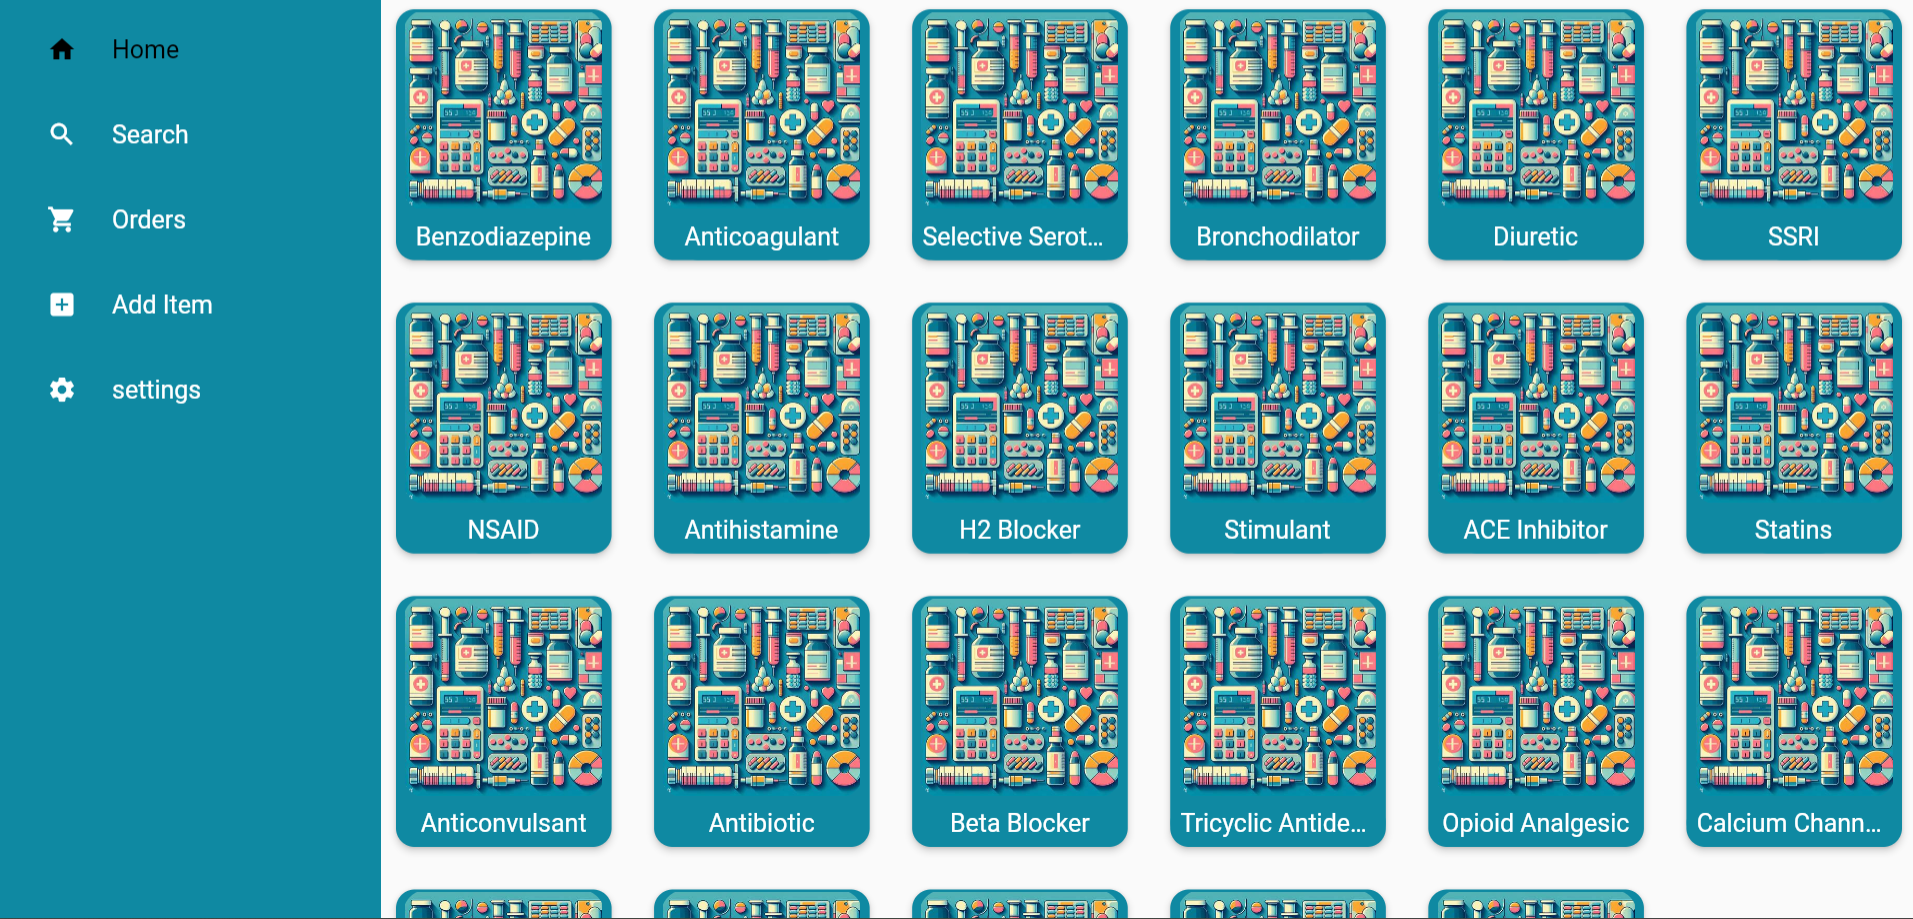 Home
Search
Orders
Add Item
settings
Benzodiazepine
Anticoagulant
Selective Serot...
Bronchodilator
Diuretic
SSRI
NSAID
Antihistamine
H2 Blocker
Stimulant
ACE Inhibitor
Statins
Anticonvulsant
Antibiotic
Beta Blocker
Tricyclic Antide...
Opioid Analgesic
Calcium Chann...